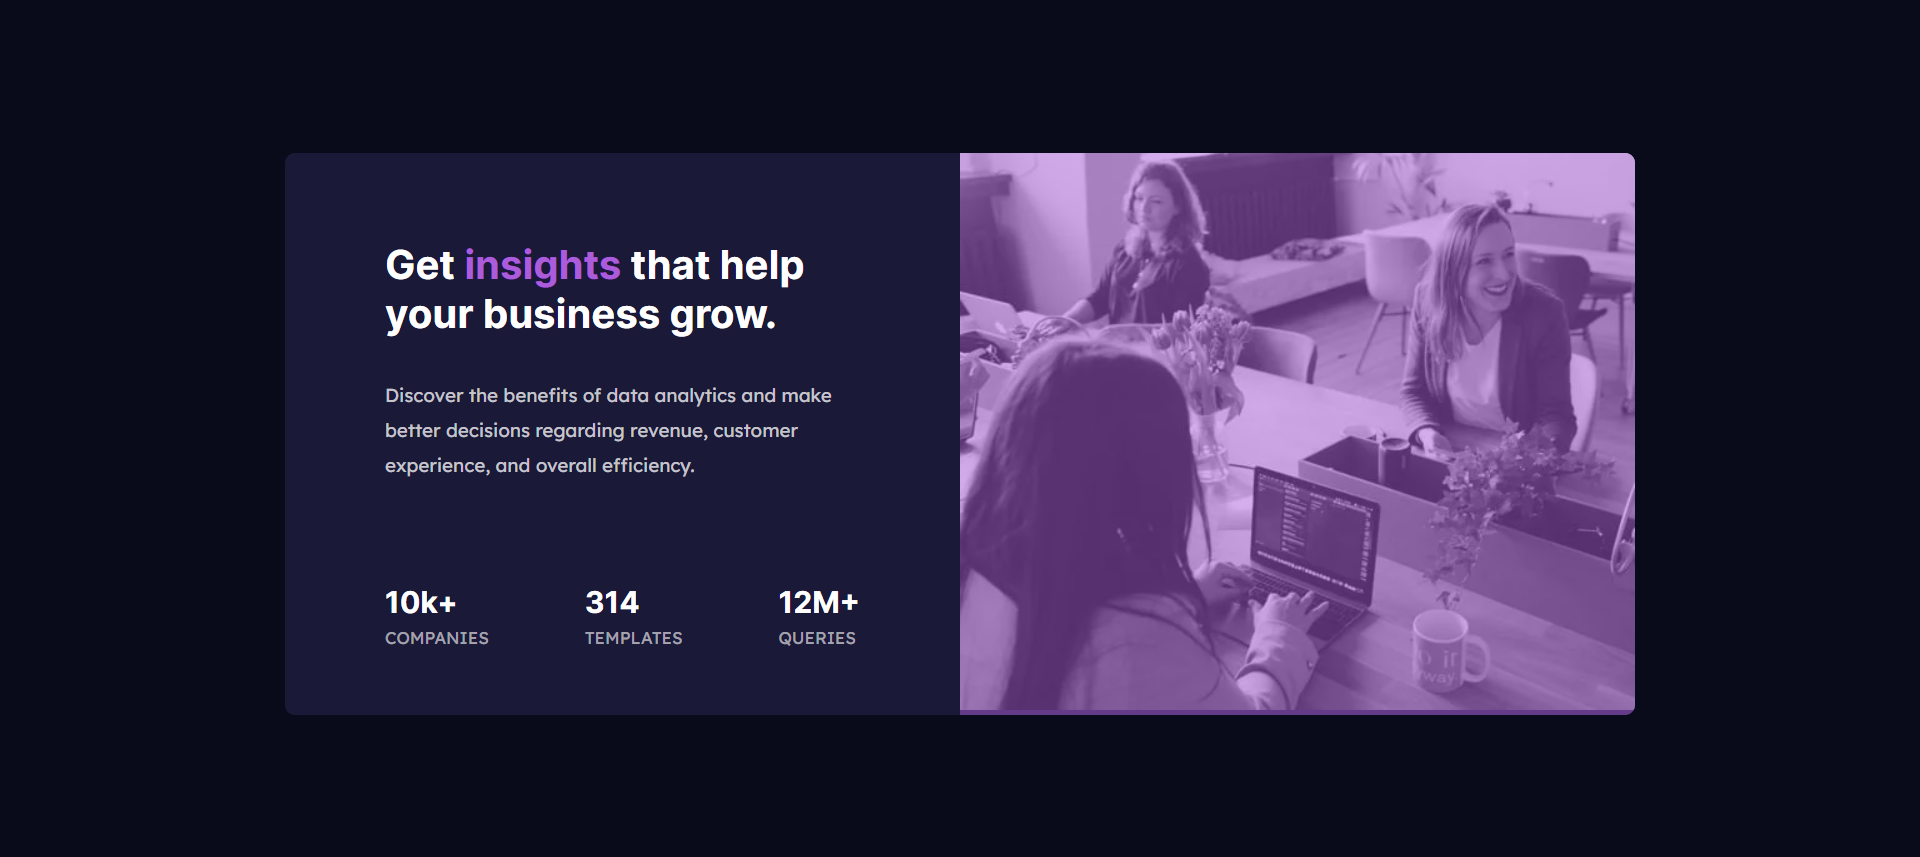 Get insights that help
your business grow.
Discover the benefits of data analytics and make
better decisions regarding revenue, customer
experience, and overall efficiency.
10k+ 314 12M+
COMPANIES TEMPLATES QUERIES